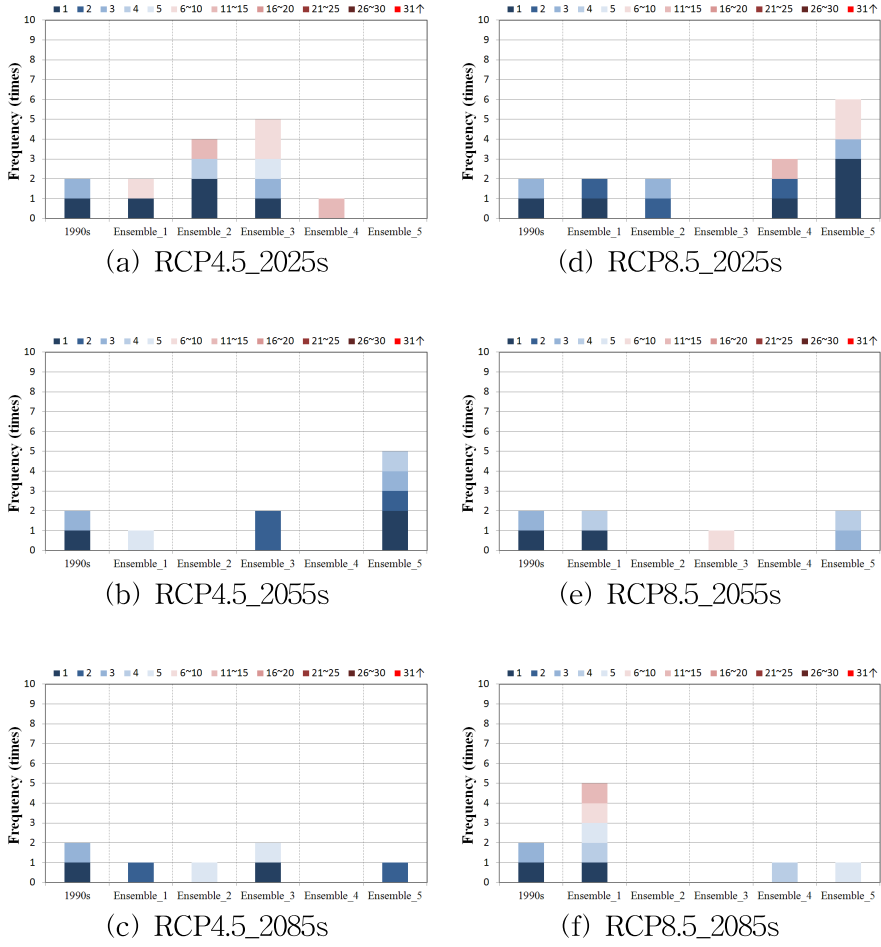 1 2 3 4 5 6~10 11~15 16~20 21~25 26~30 31↑
Frequency (times)
10
9
8
7
6
5
4
3
2
1
0
1990s Ensemble_1 Ensemble_2 Ensemble_3 Ensemble_4 Ensemble_5
(a) RCP4.5_2025s
1 2 3 4 5 6~10 11~15 16~20 21~25 26~30 31↑
Frequency (times)
10
9
8
7
6
5
4
3
2
1
0
1990s Ensemble_1 Ensemble_2 Ensemble_3 Ensemble_4 Ensemble_5
(d) RCP8.5_2025s
1 2 3 4 5 6~10 11~15 16~20 21~25 26~30 31↑
Frequency (times)
10
9
8
7
6
5
4
3
2
1
0
1990s Ensemble_1 Ensemble_2 Ensemble_3 Ensemble_4 Ensemble_5
(b) RCP4.5_2055s
1 2 3 4 5 6~10 11~15 16~20 21~25 26~30 31↑
Frequency (times)
10
9
8
7
6
5
4
3
2
1
0
1990s Ensemble_1 Ensemble_2 Ensemble_3 Ensemble_4 Ensemble_5
(e) RCP8.5_2055s
1 2 3 4 5 6~10 11~15 16~20 21~25 26~30 31↑
Frequency (times)
10
9
8
7
6
5
4
3
2
1
0
1990s Ensemble_1 Ensemble_2 Ensemble_3 Ensemble_4 Ensemble_5
(c) RCP4.5_2085s
1 2 3 4 5 6~10 11~15 16~20 21~25 26~30 31↑
Frequency (times)
10
9
8
7
6
5
4
3
2
1
0
1990s Ensemble_1 Ensemble_2 Ensemble_3 Ensemble_4 Ensemble_5
(f) RCP8.5_2085s